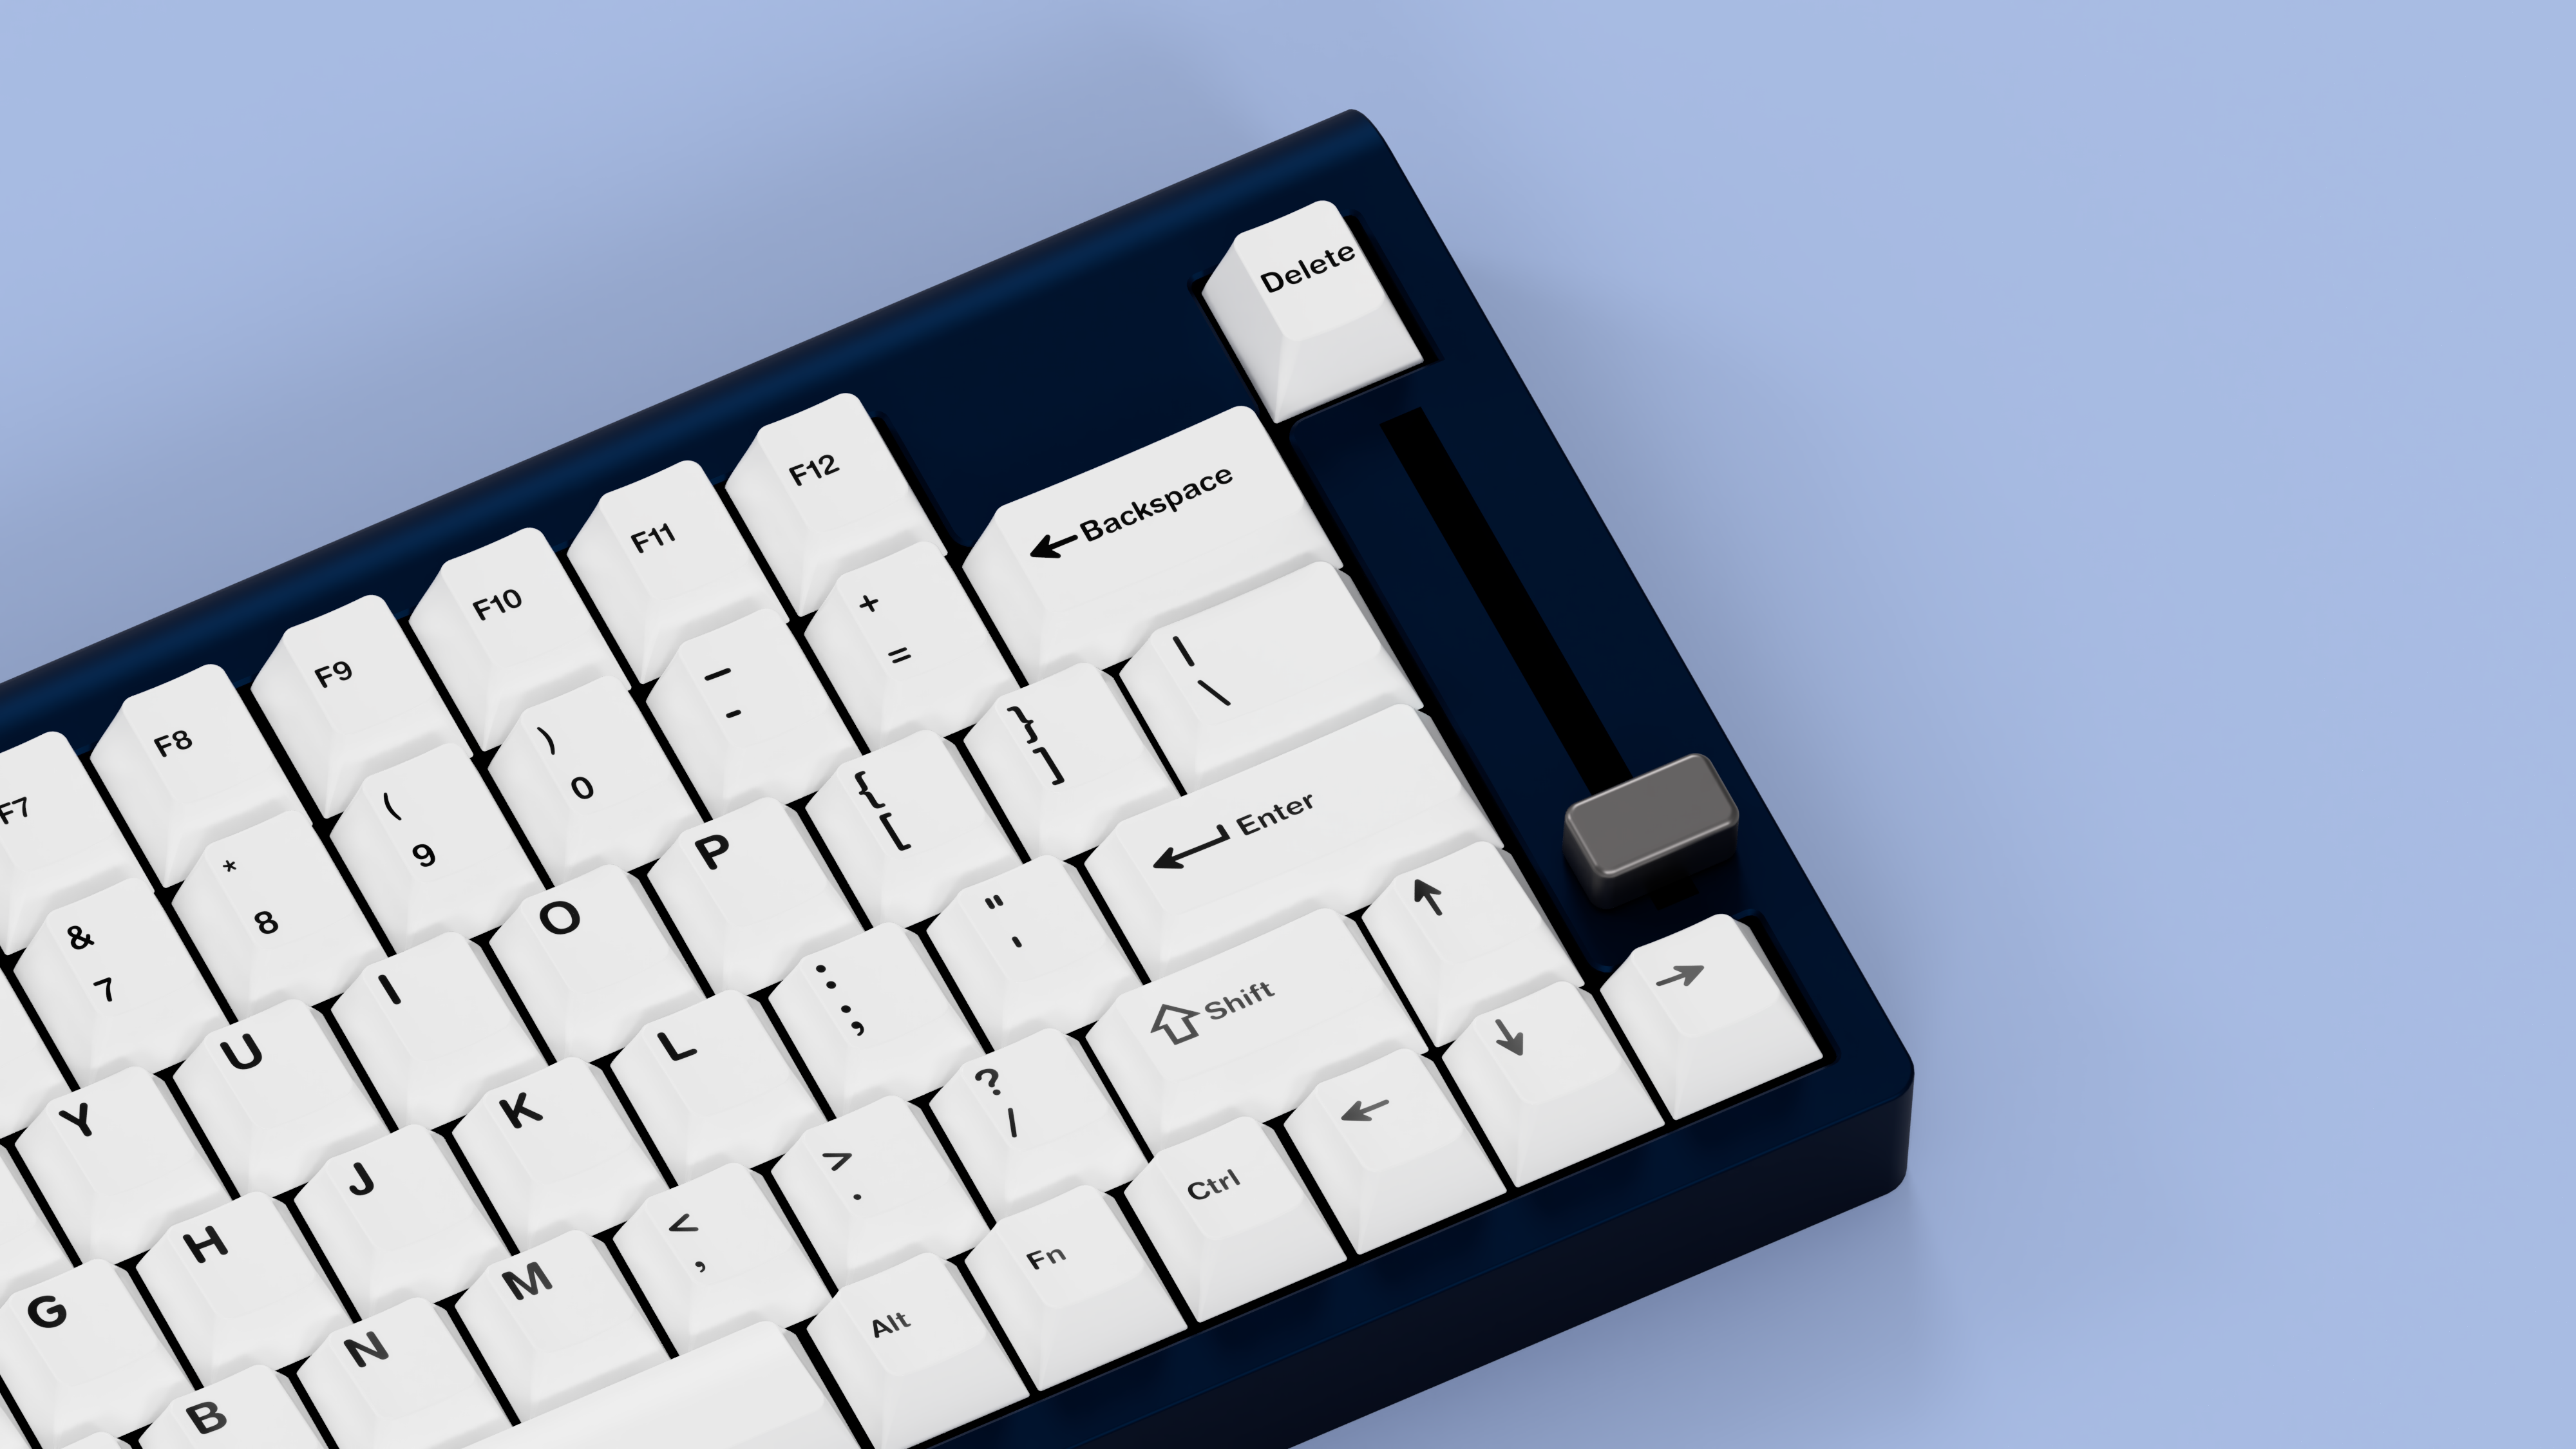 Delete
F7
F8
F9
F10
F11
F12
&
7
*
8
(
9
)
0
_
-
+
=
←Backspace
Y
U
I
O
P
{
[
}
]
|
\
G
H
J
K
L
:
;
"
'
↵ Enter
B
N
M
<
,
>
.
?
/
⇧ Shift
↑
Alt
Fn
Ctrl
←
↓
→